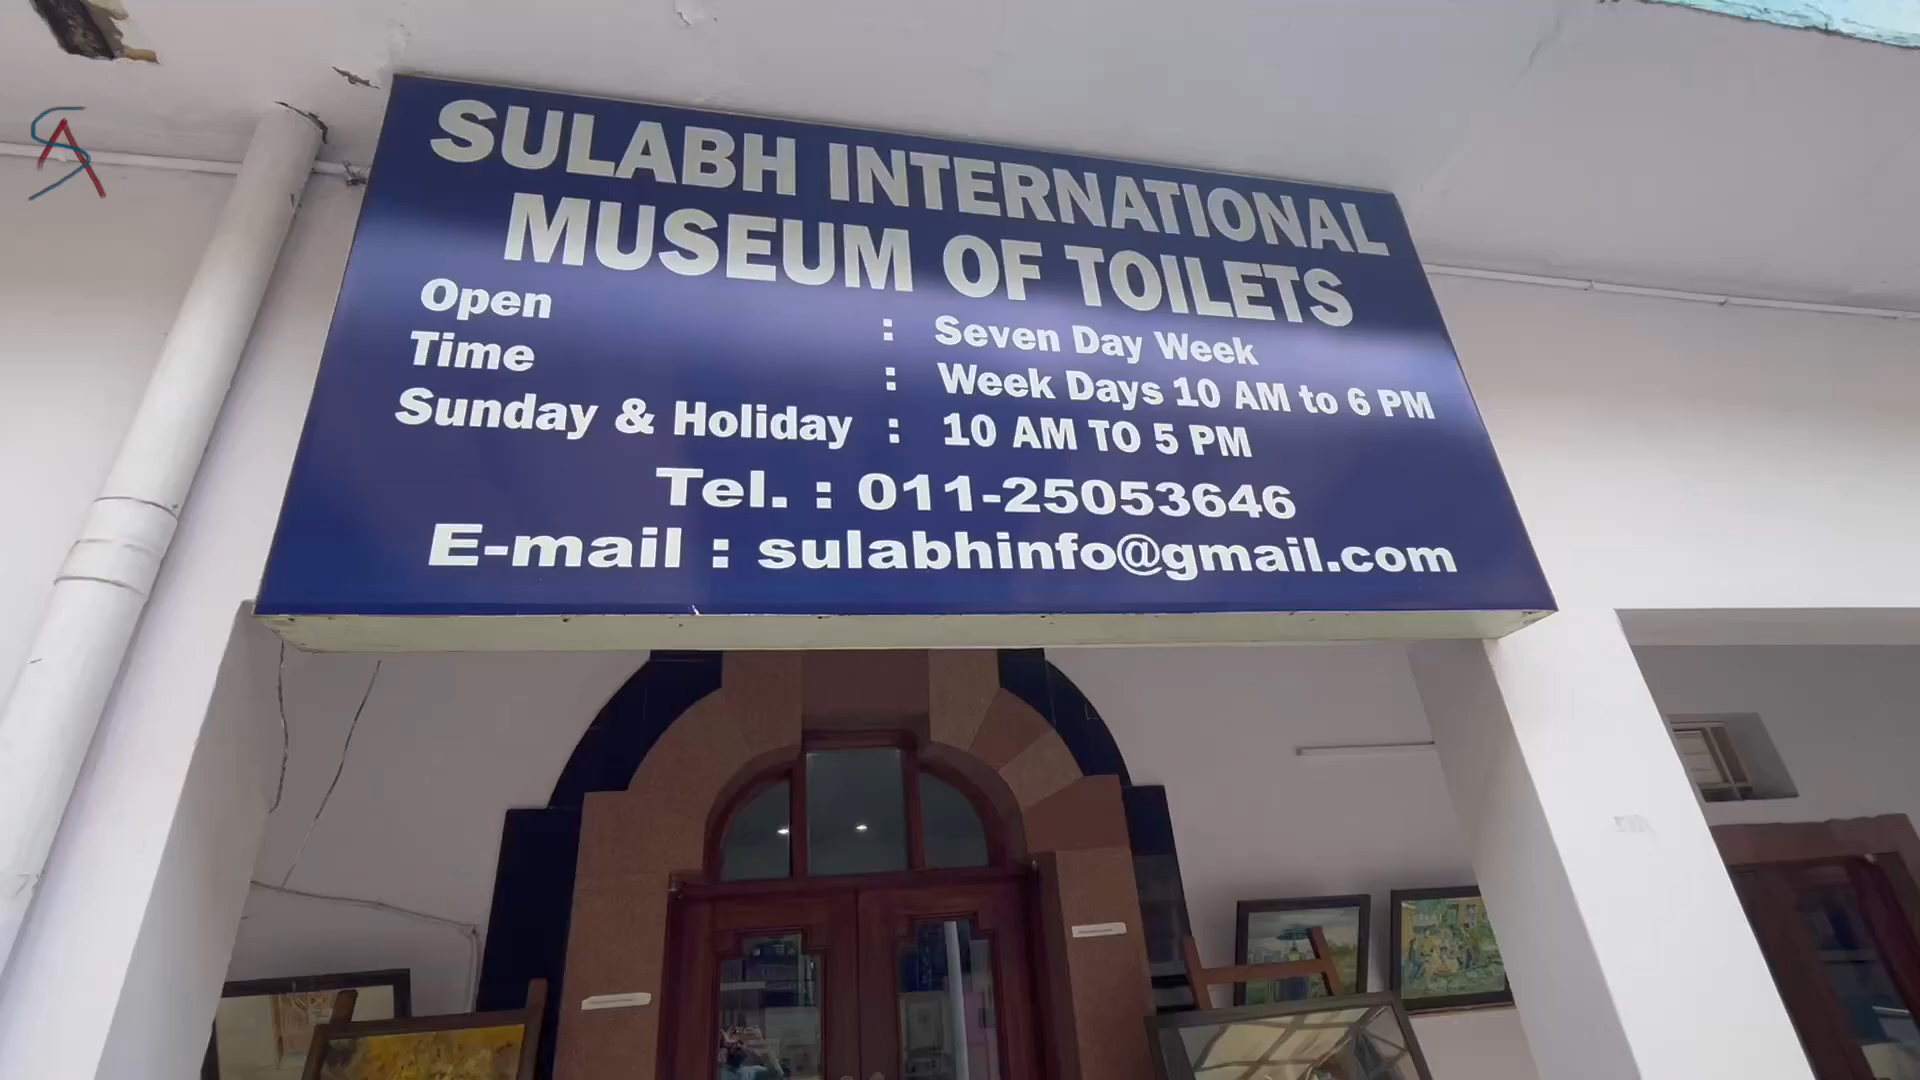 SULABH INTERNATIONAL
MUSEUM OF TOILETS
Open : Seven Day Week
Time : Week Days 10 AM to 6 PM
Sunday & Holiday : 10 AM TO 5 PM
Tel. : 011-25053646
E-mail : sulabhinfo@gmail.com